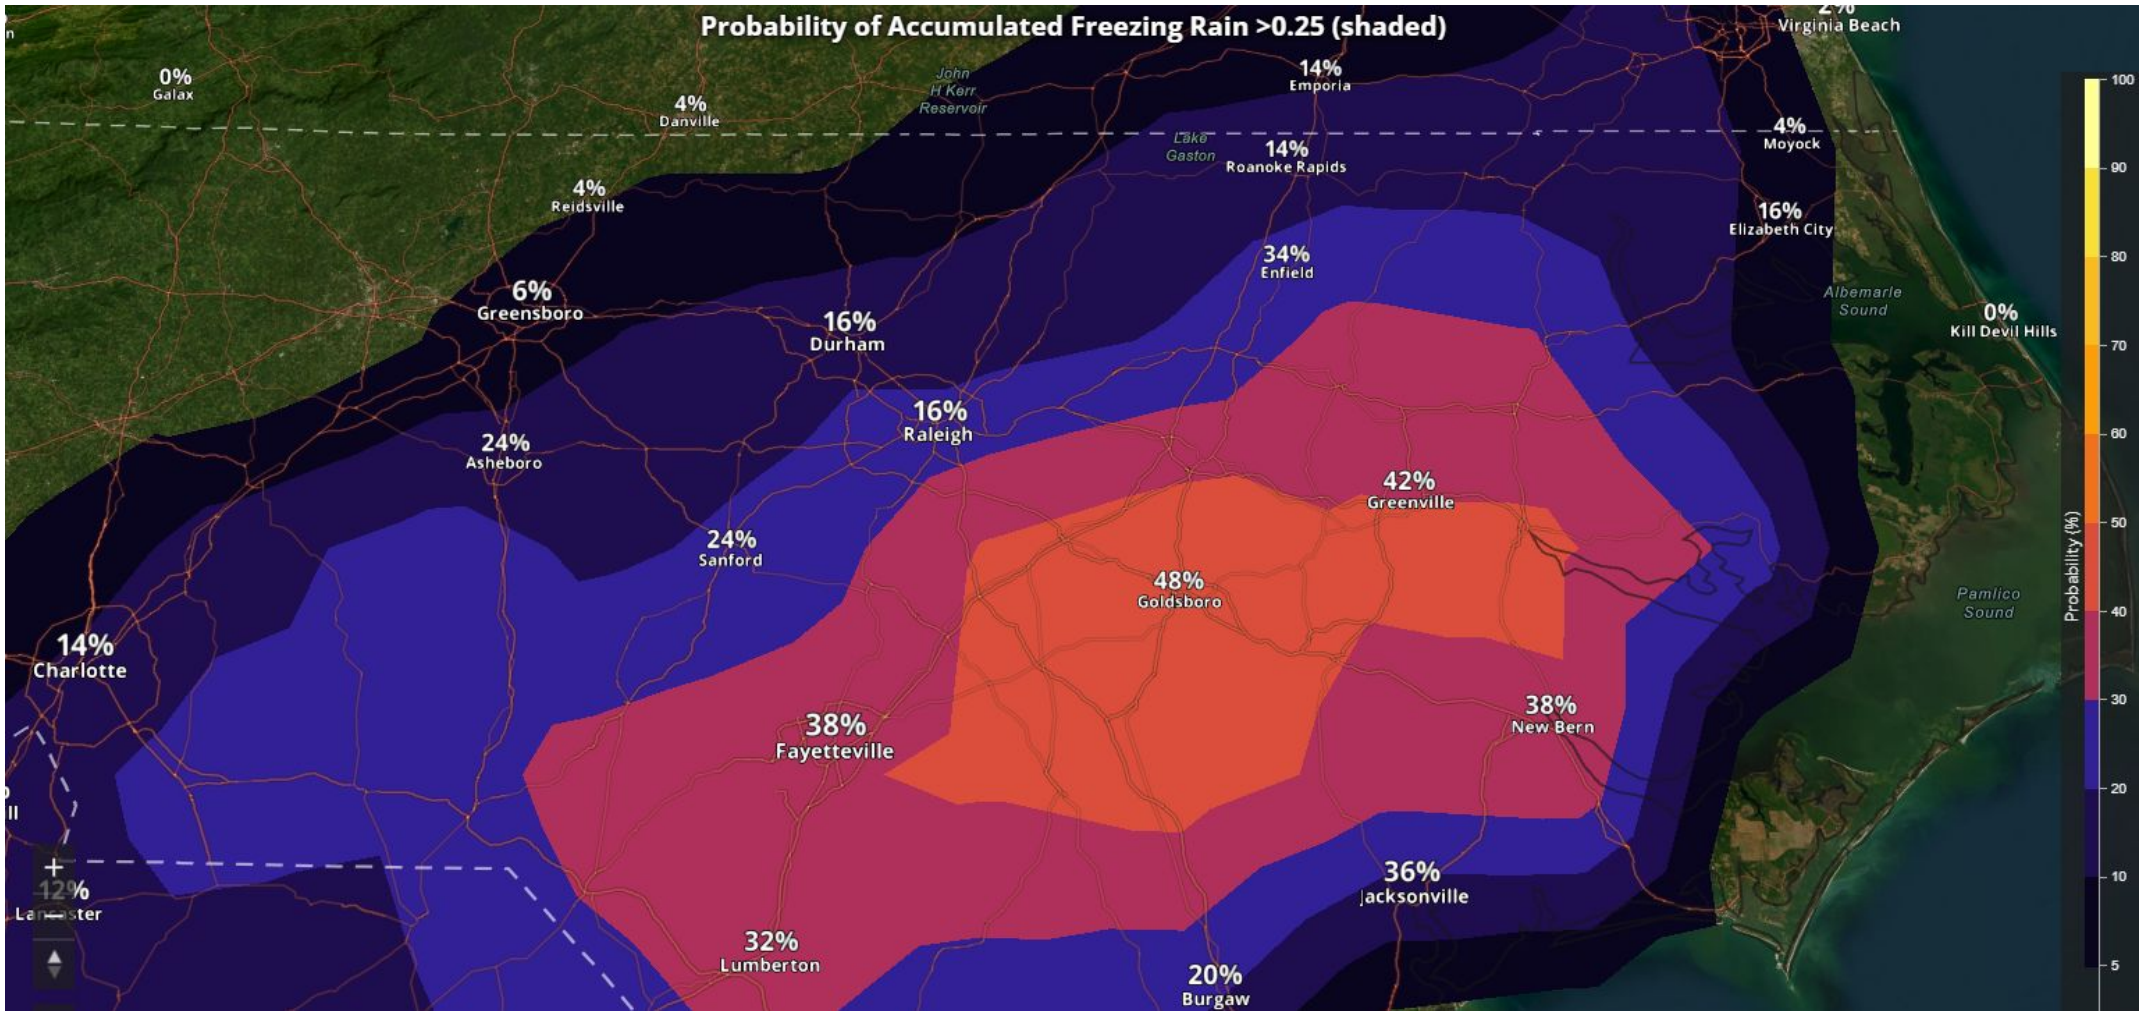 Probability of Accumulated Freezing Rain >0.25 (shaded)
2%
Virginia Beach
n
0%
Galax
John
H Kerr
Reservoir
14%
Emporia
4%
Danville
4%
Moyock
Lake
Gaston
14%
Roanoke Rapids
4%
Reidsville
16%
Elizabeth City
34%
Enfield
6%
Greensboro
Albemarle
Sound
0%
Kill Devil Hills
16%
Durham
16%
Raleigh
24%
Asheboro
42%
Greenville
24%
Sanford
48%
Goldsboro
Pamlico
Sound
14%
Charlotte
38%
Fayetteville
38%
New Bern
ll
12%
Lancaster
36%
Jacksonville
32%
Lumberton
20%
Burgaw
+
−
100
90
80
70
60
50
40
30
20
10
5
Probability (%)